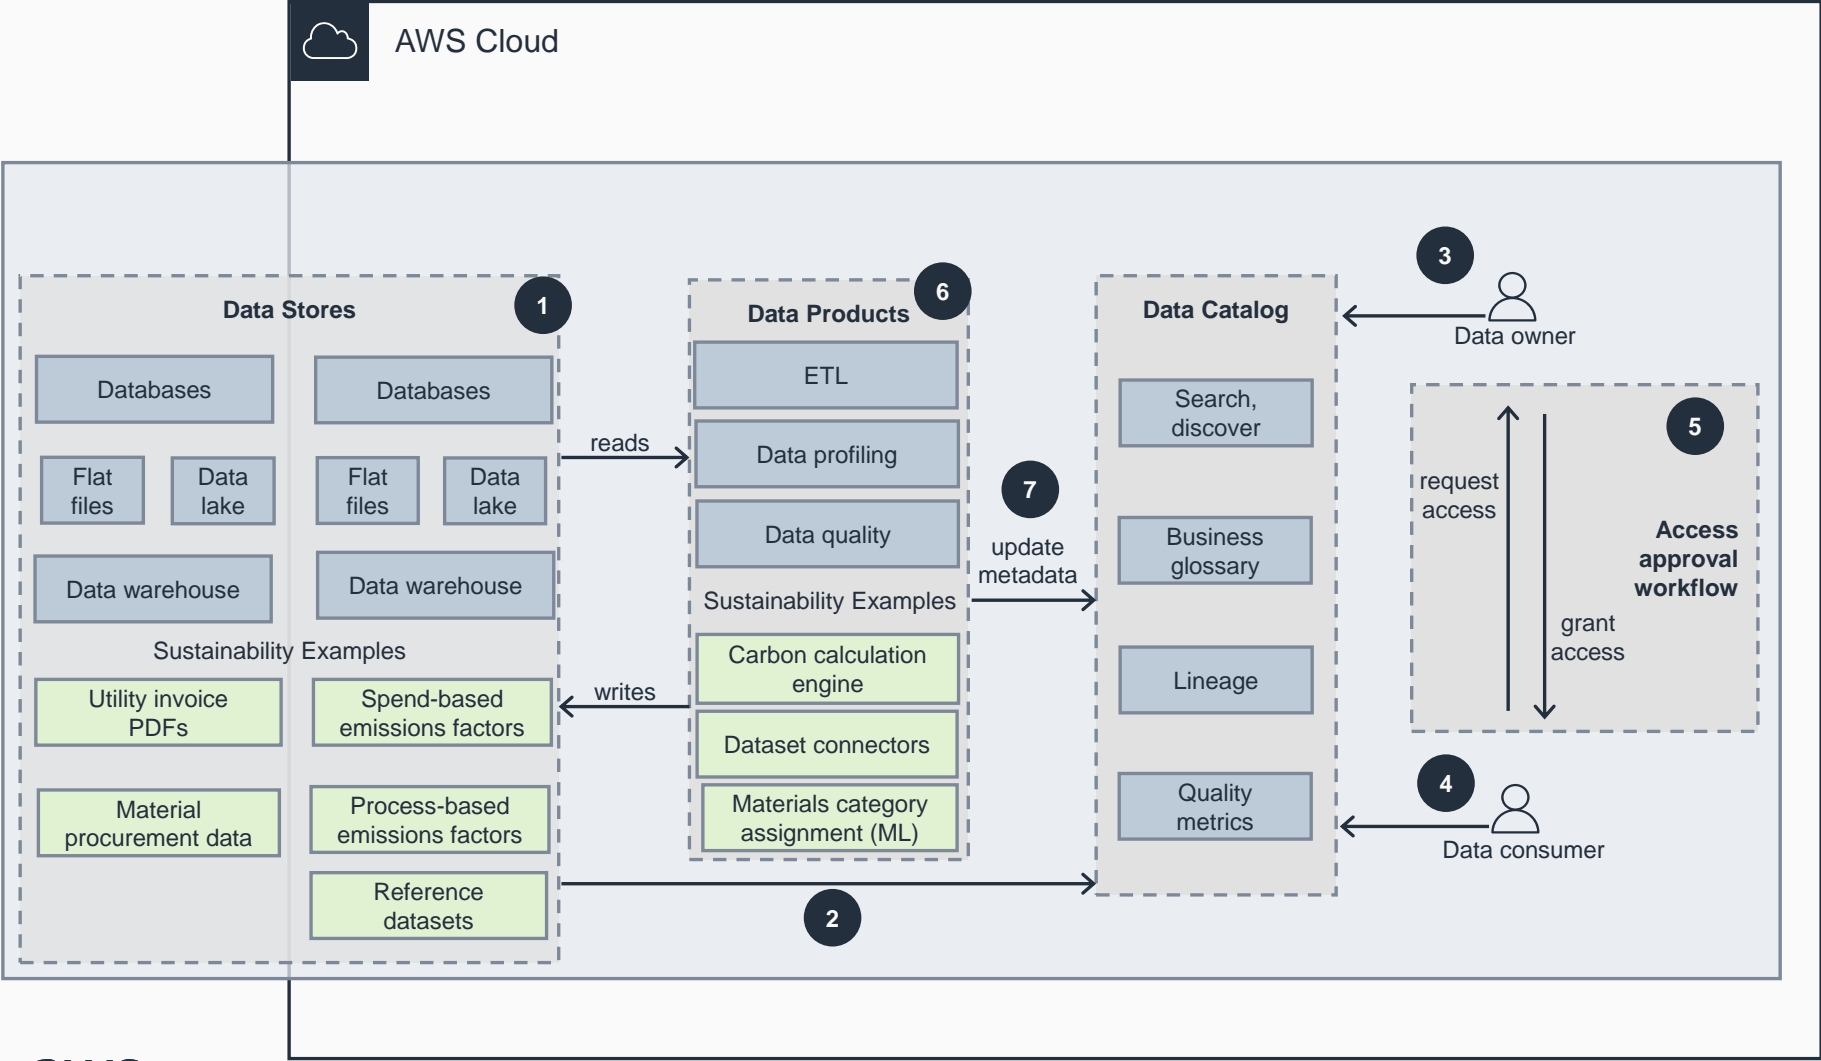 AWS Cloud
Data Stores
1
Databases
Databases
Flat
files
Data
lake
Flat
files
Data
lake
Data warehouse
Data warehouse
Sustainability Examples
Utility invoice
PDFs
Spend-based
emissions factors
Material
procurement data
Process-based
emissions factors
Reference
datasets
reads
writes
2
6
Data Products
ETL
Data profiling
Data quality
Sustainability Examples
Carbon calculation
engine
Dataset connectors
Materials category
assignment (ML)
7
update
metadata
Data Catalog
Search,
discover
Business
glossary
Lineage
Quality
metrics
3
Data owner
5
request
access
Access
approval
workflow
grant
access
4
Data consumer